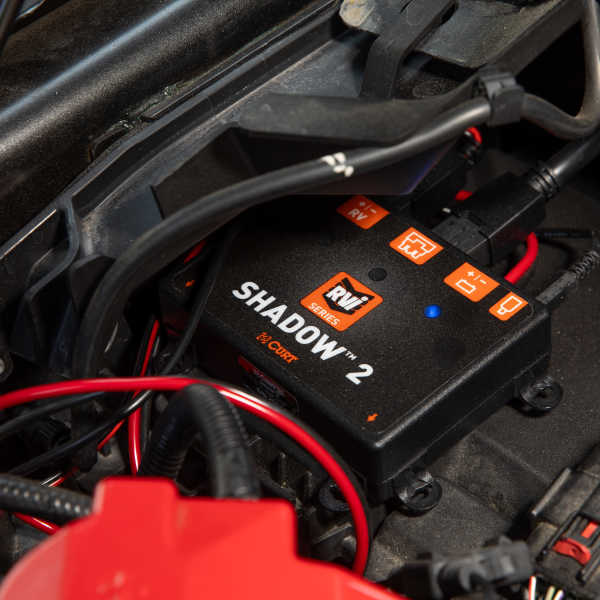 +/-
RV
+/-
RVi
SERIES
SHADOW™ 2
CURT